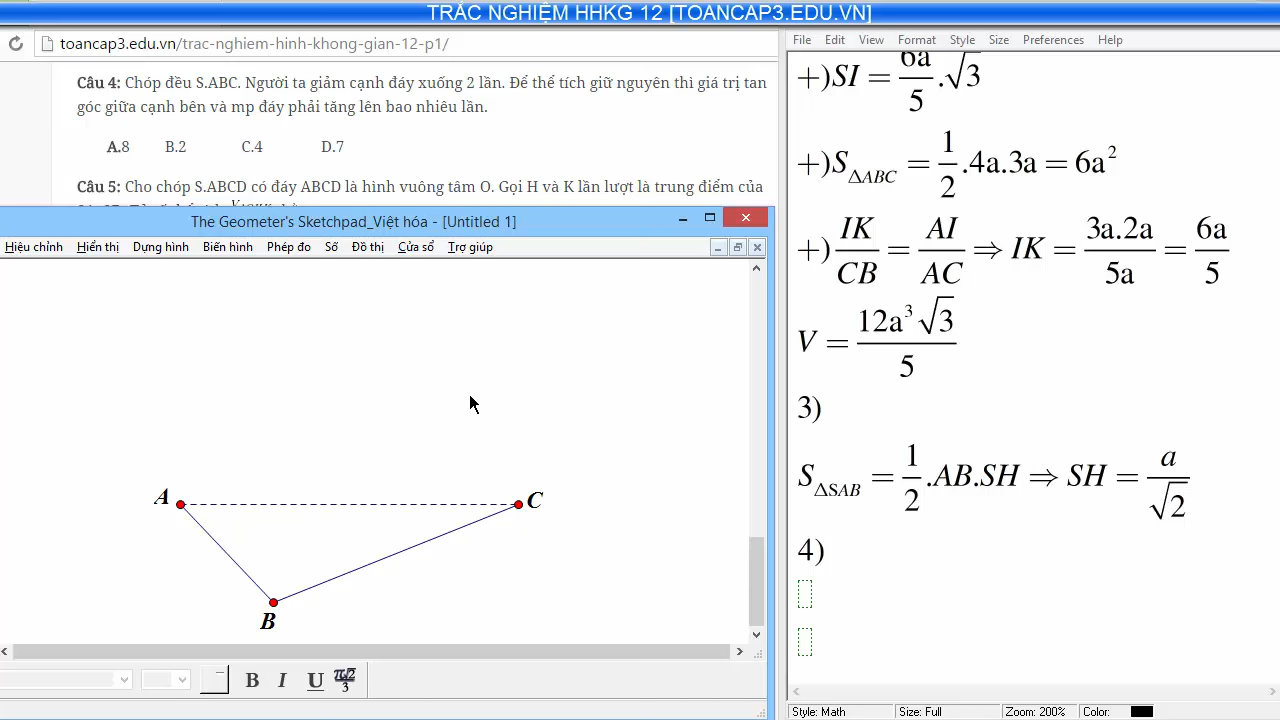 TRẮC NGHIỆM HHKG 12 [TOANCAP3.EDU.VN]
toancap3.edu.vn/trac-nghiem-hinh-khong-gian-12-p1/
Câu 4: Chóp đều S.ABC. Người ta giảm cạnh đáy xuống 2 lần. Để thể tích giữ nguyên thì giá trị tan
góc giữa cạnh bên và mp đáy phải tăng lên bao nhiêu lần.
A.8 B.2 C.4 D.7
Câu 5: Cho chóp S.ABCD có đáy ABCD là hình vuông tâm O. Gọi H và K lần lượt là trung điểm của
The Geometer's Sketchpad_Việt hóa - [Untitled 1]
Hiệu chỉnh Hiển thị Dựng hình Biến hình Phép đo Số Đồ thị Cửa sổ Trợ giúp
A
C
B
B I U π√2/3
File Edit View Format Style Size Preferences Help
+)SI = 6a/5 .√3
+)S_ΔABC = 1/2 .4a.3a = 6a²
+) IK/CB = AI/AC ⇒ IK = 3a.2a/5a = 6a/5
V = 12a³√3/5
3)
S_ΔSAB = 1/2 .AB.SH ⇒ SH = a/√2
4)
Style: Math Size: Full Zoom: 200% Color: